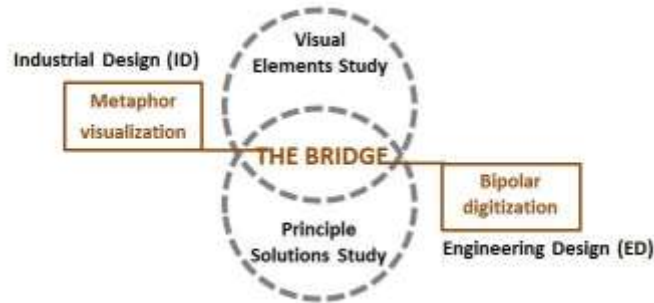 Visual
Elements Study
Industrial Design (ID)
Metaphor
visualization
THE BRIDGE
Bipolar
digitization
Principle
Solutions Study
Engineering Design (ED)